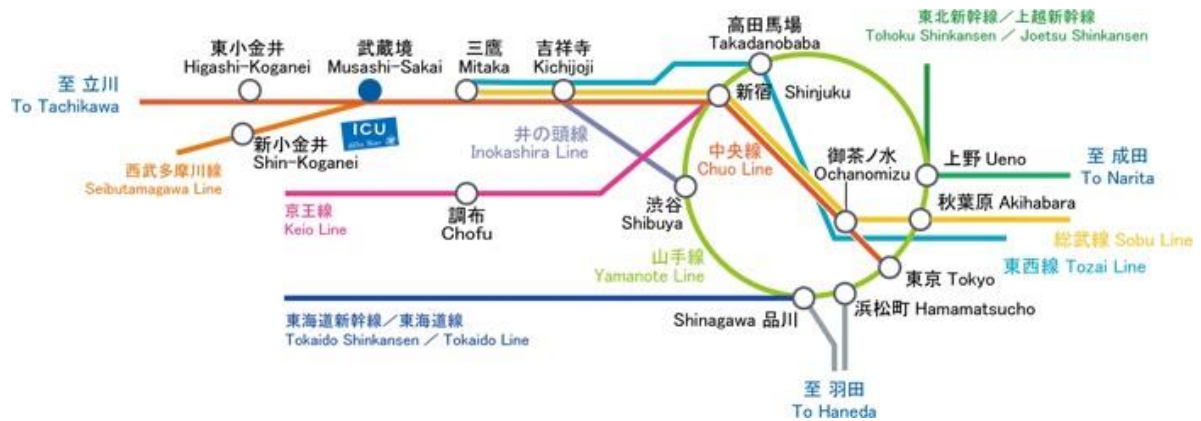 東北新幹線／上越新幹線
Tohoku Shinkansen ／ Joetsu Shinkansen
高田馬場
Takadanobaba
東小金井
Higashi-Koganei
武蔵境
Musashi-Sakai
三鷹
Mitaka
吉祥寺
Kichijoji
至 立川
To Tachikawa
新宿 Shinjuku
ICU
新小金井
Shin-Koganei
井の頭線
Inokashira Line
中央線
Chuo Line
御茶ノ水
Ochanomizu
上野 Ueno
至 成田
To Narita
西武多摩川線
Seibutamagawa Line
京王線
Keio Line
調布
Chofu
渋谷
Shibuya
秋葉原 Akihabara
総武線 Sobu Line
山手線
Yamanote Line
東西線 Tozai Line
東京 Tokyo
浜松町 Hamamatsucho
東海道新幹線／東海道線
Tokaido Shinkansen ／ Tokaido Line
Shinagawa 品川
至 羽田
To Haneda